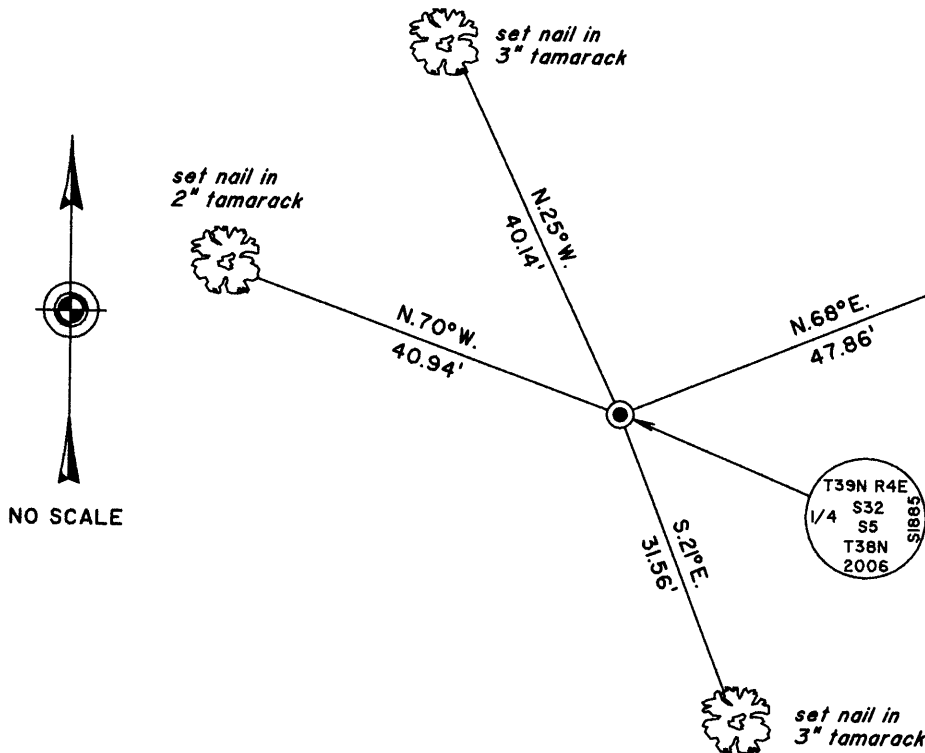 set nail in
3" tamarack
set nail in
2" tamarack
N.25°W.
40.14'
N.70°W.
40.94'
N.68°E.
47.86'
NO SCALE
T39N R4E
1/4 S32
S5
T38N
2006
S1885
S.21°E.
31.56'
set nail in
3" tamarack